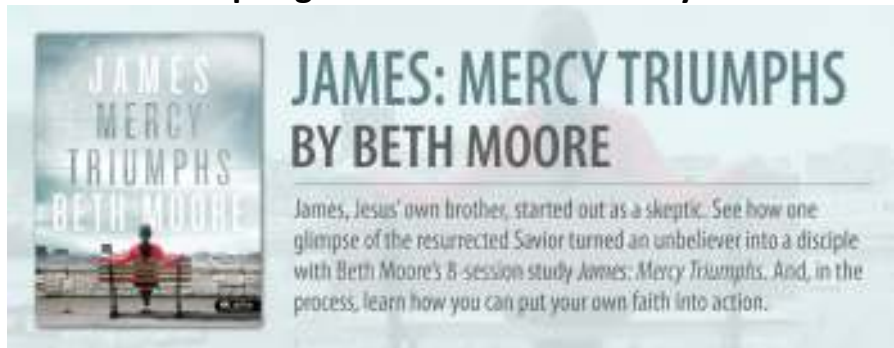 JAMES
MERCY
TRIUMPHS
BETH MOORE
JAMES: MERCY TRIUMPHS
BY BETH MOORE
James, Jesus' own brother, started out as a skeptic. See how one
glimpse of the resurrected Savior turned an unbeliever into a disciple
with Beth Moore's 8-session study James: Mercy Triumphs. And, in the
process, learn how you can put your own faith into action.